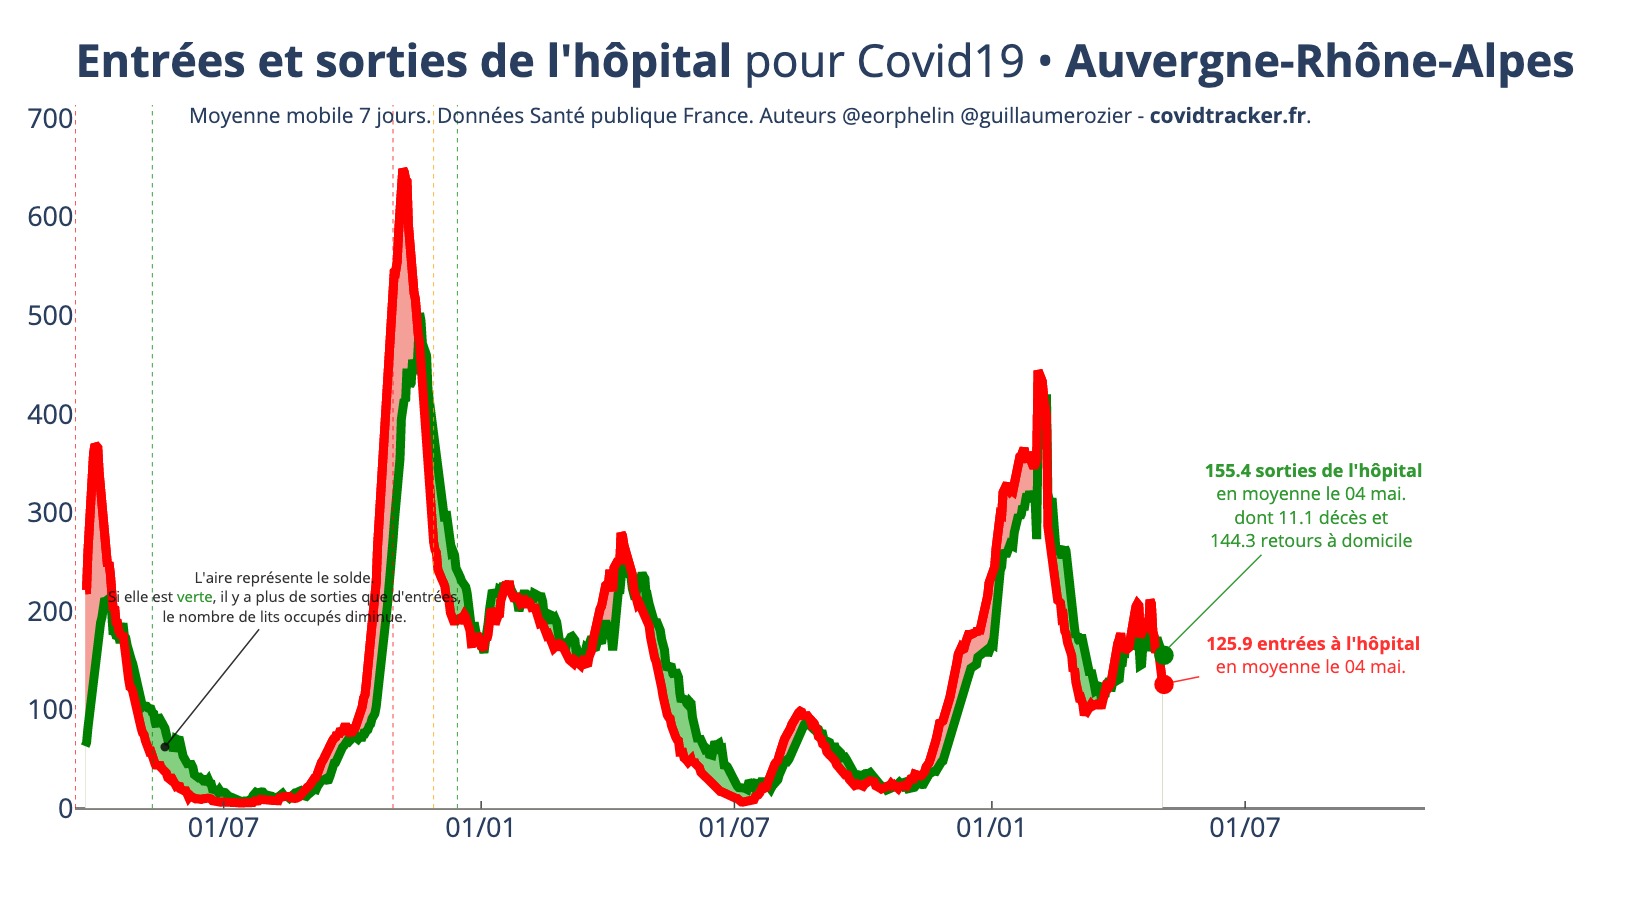 Entrées et sorties de l'hôpital pour Covid19 • Auvergne-Rhône-Alpes
Moyenne mobile 7 jours. Données Santé publique France. Auteurs @eorphelin @guillaumerozier - covidtracker.fr.
700
600
500
400
300
200
100
0
L'aire représente le solde.
Si elle est verte, il y a plus de sorties que d'entrées,
le nombre de lits occupés diminue.
155.4 sorties de l'hôpital
en moyenne le 04 mai.
dont 11.1 décès et
144.3 retours à domicile
125.9 entrées à l'hôpital
en moyenne le 04 mai.
01/07
01/01
01/07
01/01
01/07